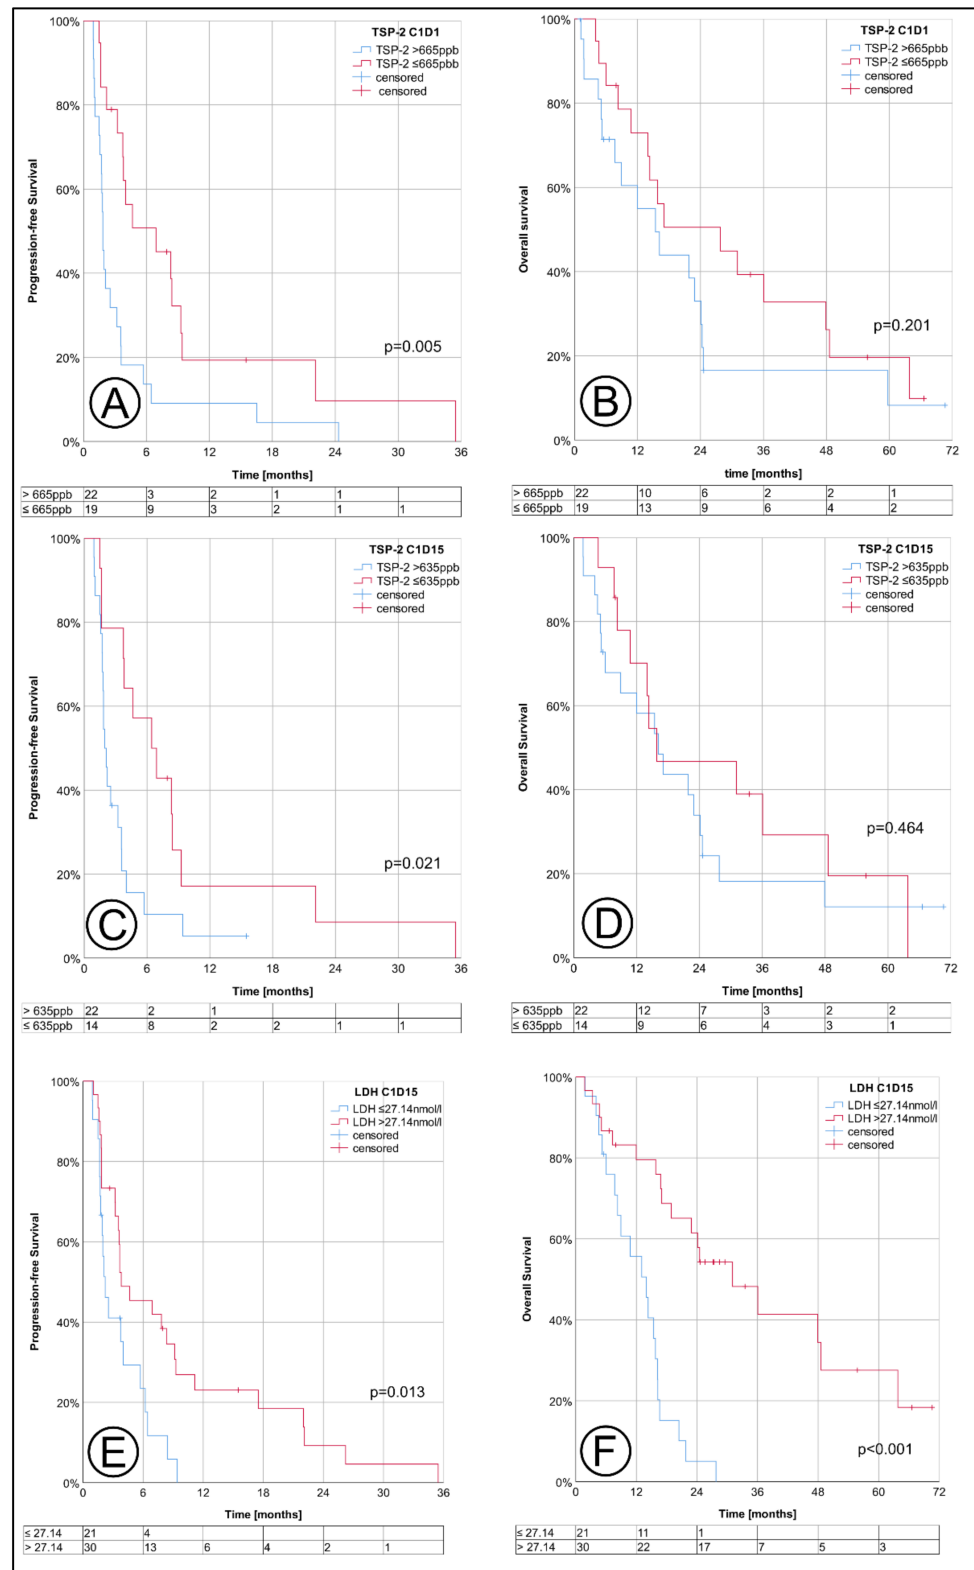 TSP-2 C1D1
TSP-2 >665ppb
TSP-2 ≤665pbb
censored
censored
Progression-free Survival
100%
80%
60%
40%
20%
0%
p=0.005
A
0 6 12 18 24 30 36
Time [months]
> 665ppb 22 3 2 1 1
≤ 665ppb 19 9 3 2 1 1
TSP-2 C1D1
TSP-2 >665ppb
TSP-2 ≤665ppb
censored
censored
Overall survival
100%
80%
60%
40%
20%
0%
p=0.201
B
0 12 24 36 48 60 72
time [months]
> 665ppb 22 10 6 2 2 1
≤ 665ppb 19 13 9 6 4 2
TSP-2 C1D15
TSP-2 >635ppb
TSP-2 ≤635ppb
censored
censored
Progression-free Survival
100%
80%
60%
40%
20%
0%
p=0.021
C
0 6 12 18 24 30 36
Time [months]
> 635ppb 22 2 1
≤ 635ppb 14 8 2 2 1 1
TSP-2 C1D15
TSP-2 >635ppb
TSP-2 ≤635ppb
censored
censored
Overall Survival
100%
80%
60%
40%
20%
0%
p=0.464
D
0 12 24 36 48 60 72
Time [months]
> 635ppb 22 12 7 3 2 2
≤ 635ppb 14 9 6 4 3 1
LDH C1D15
LDH ≤27.14nmol/l
LDH >27.14nmol/l
censored
censored
Progression-free Survival
100%
80%
60%
40%
20%
0%
p=0.013
E
0 6 12 18 24 30 36
Time [months]
≤ 27.14 21 4
> 27.14 30 13 6 4 2 1
LDH C1D15
LDH ≤27.14nmol/l
LDH >27.14nmol/l
censored
censored
Overall Survival
100%
80%
60%
40%
20%
0%
p<0.001
F
0 12 24 36 48 60 72
Time [months]
≤ 27.14 21 11 1
> 27.14 30 22 17 7 5 3